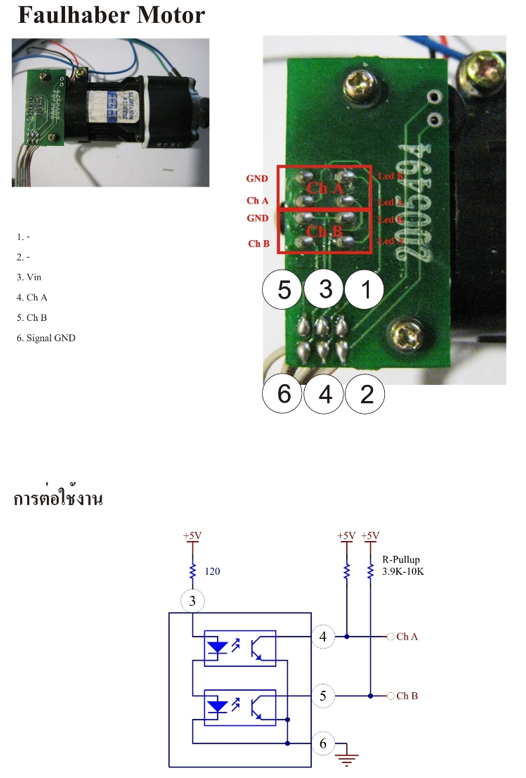 Faulhaber Motor
GND
Led K
Ch A
Ch A
Led A
GND
Led K
Ch B
Ch B
Led A
2005494
1. -
2. -
3. Vin
4. Ch A
5. Ch B
6. Signal GND
5
3
1
6
4
2
การต่อใช้งาน
+5V
+5V
+5V
120
R-Pullup
3.9K-10K
3
4
Ch A
5
Ch B
6